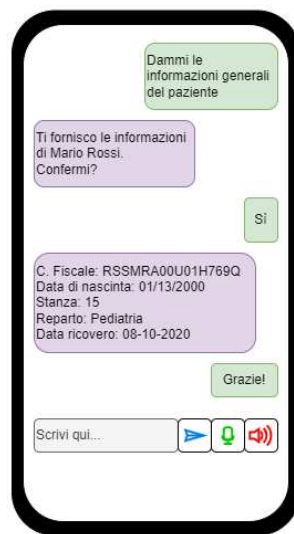 Dammi le
informazioni generali
del paziente
Ti fornisco le informazioni
di Mario Rossi.
Confermi?
Sì
C. Fiscale: RSSMRA00U01H769Q
Data di nascinta: 01/13/2000
Stanza: 15
Reparto: Pediatria
Data ricovero: 08-10-2020
Grazie!
Scrivi qui...